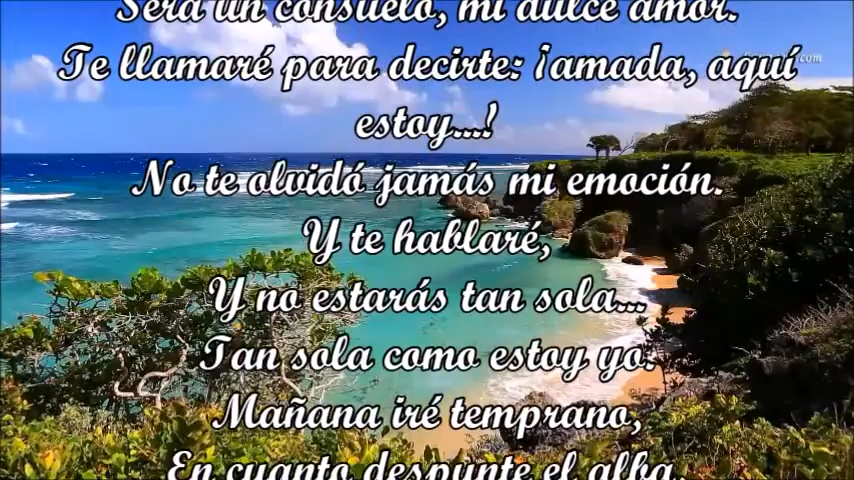 Será un consuelo, mi dulce amor.
Te llamaré para decirte: ¡amada, aquí
estoy...!
No te olvidó jamás mi emoción.
Y te hablaré,
Y no estarás tan sola...
Tan sola como estoy yo.
Mañana iré temprano,
En cuanto despunte el alba.